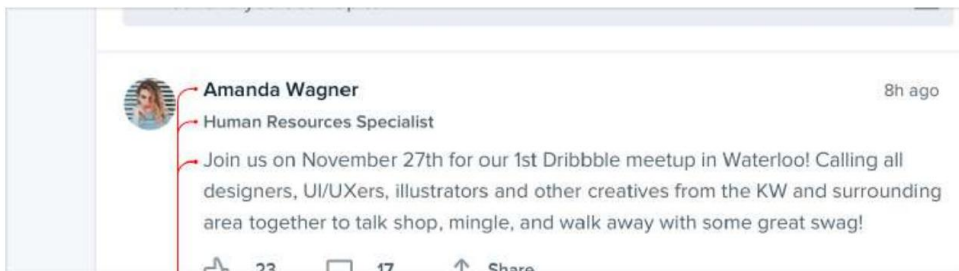 Amanda Wagner
8h ago
Human Resources Specialist
Join us on November 27th for our 1st Dribbble meetup in Waterloo! Calling all
designers, UI/UXers, illustrators and other creatives from the KW and surrounding
area together to talk shop, mingle, and walk away with some great swag!
23 17 Share